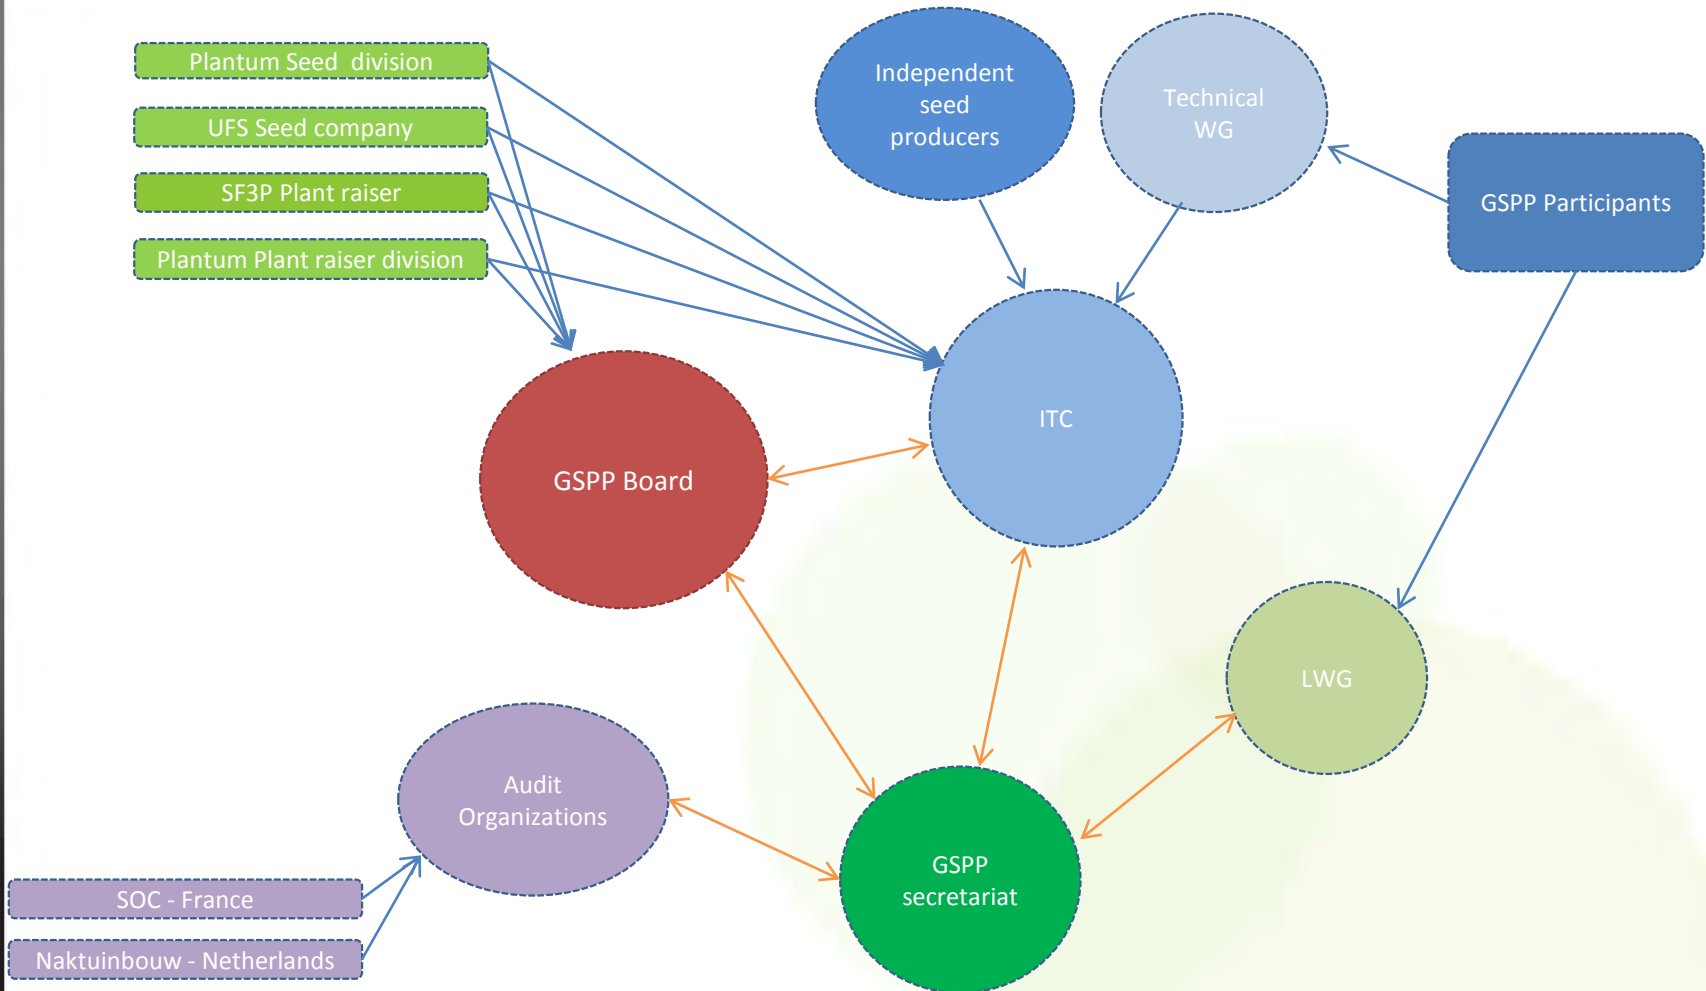 Plantum Seed division
UFS Seed company
SF3P Plant raiser
Plantum Plant raiser division
Independent
seed
producers
Technical
WG
GSPP Participants
ITC
GSPP Board
LWG
Audit
Organizations
GSPP
secretariat
SOC - France
Naktuinbouw - Netherlands